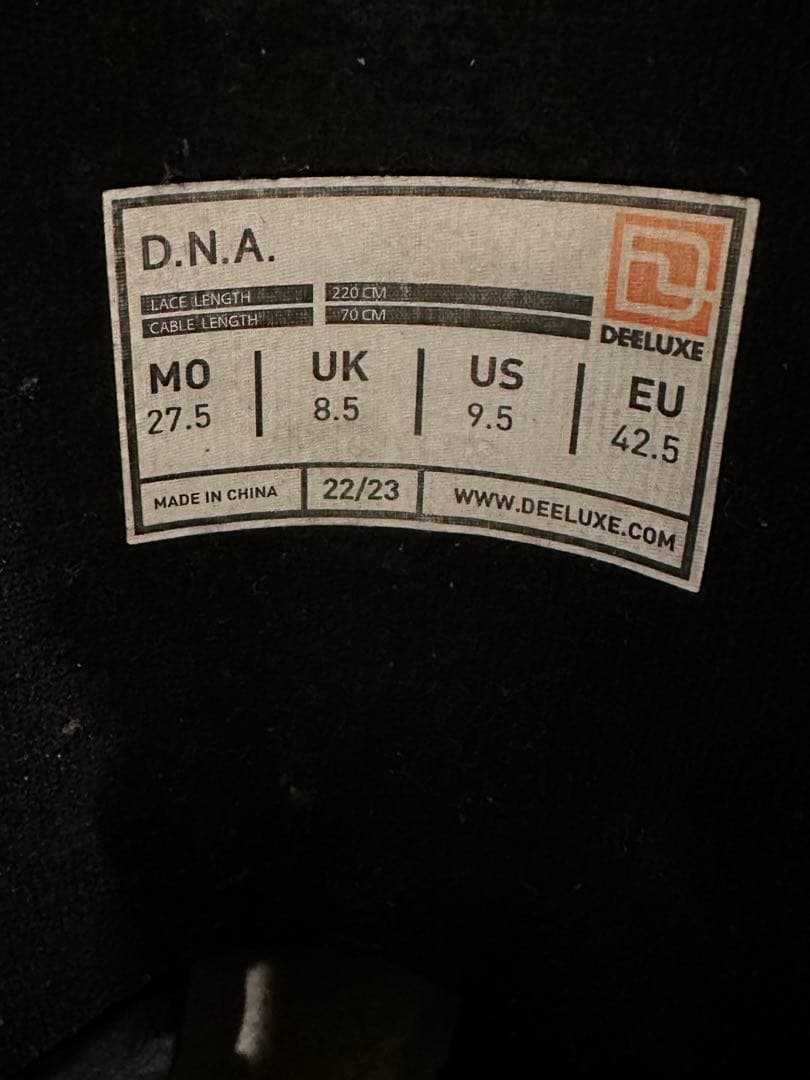 D.N.A.
LACE LENGTH 220 CM
CABLE LENGTH 70 CM
DEELUXE
MO UK US EU
27.5 8.5 9.5 42.5
MADE IN CHINA 22/23 WWW.DEELUXE.COM